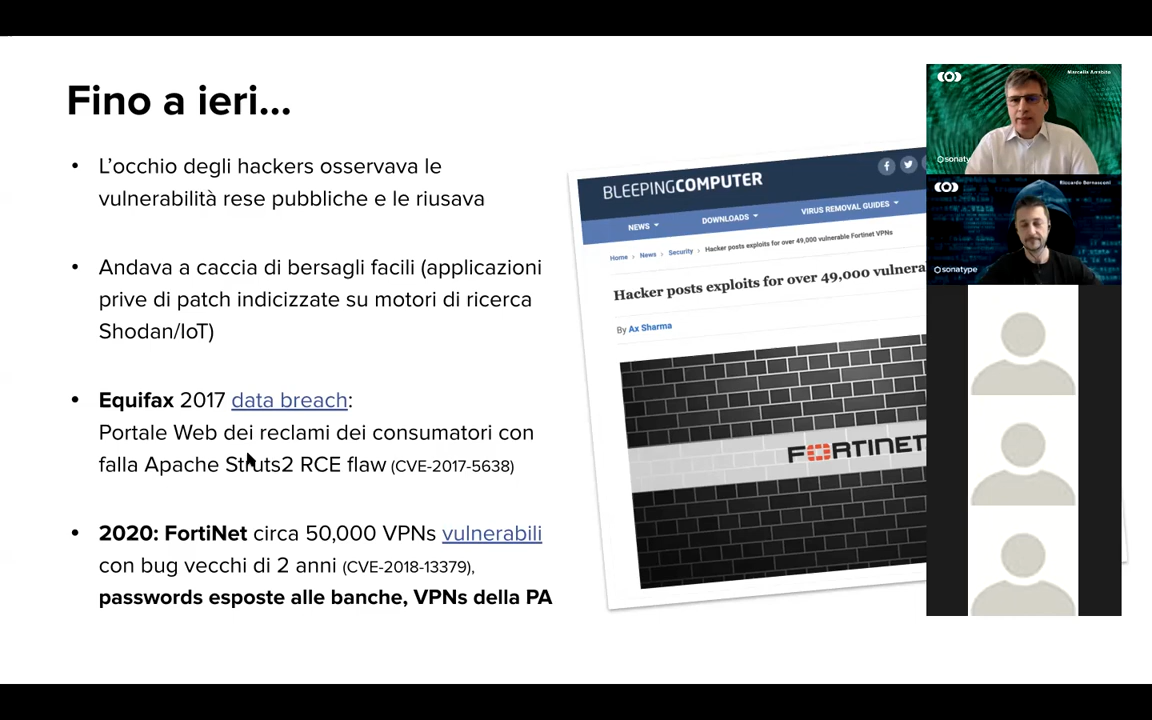 Fino a ieri...
• L'occhio degli hackers osservava le
vulnerabilità rese pubbliche e le riusava
• Andava a caccia di bersagli facili (applicazioni
prive di patch indicizzate su motori di ricerca
Shodan/IoT)
• Equifax 2017 data breach:
Portale Web dei reclami dei consumatori con
falla Apache Struts2 RCE flaw (CVE-2017-5638)
• 2020: FortiNet circa 50,000 VPNs vulnerabili
con bug vecchi di 2 anni (CVE-2018-13379),
passwords esposte alle banche, VPNs della PA
BLEEPINGCOMPUTER
NEWS DOWNLOADS VIRUS REMOVAL GUIDES
Home › News › Security › Hacker posts exploits for over 49,000 vulnerable Fortinet VPNs
Hacker posts exploits for over 49,000 vulnera
By Ax Sharma
FORTINET
sonaty
Riccardo Bernasconi
sonatype